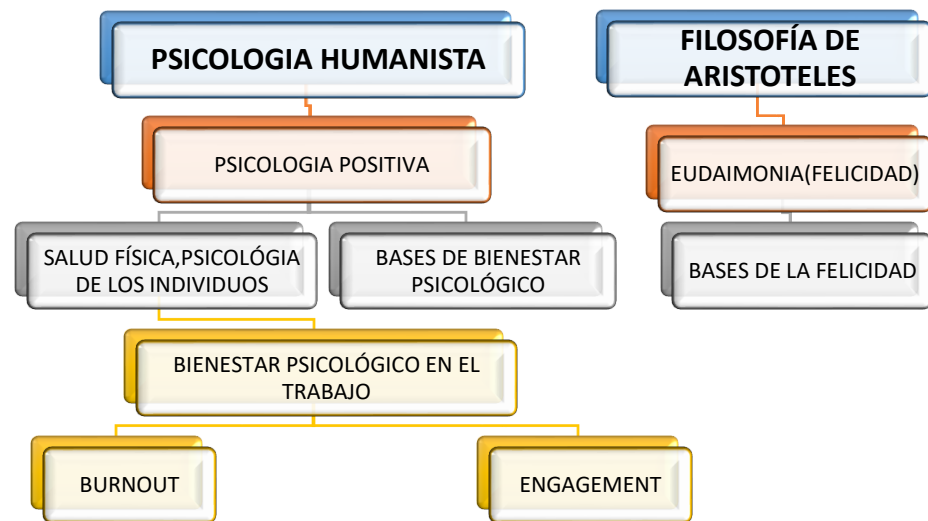 PSICOLOGIA HUMANISTA
FILOSOFÍA DE
ARISTOTELES
PSICOLOGIA POSITIVA
EUDAIMONIA(FELICIDAD)
SALUD FÍSICA,PSICOLÓGIA
DE LOS INDIVIDUOS
BASES DE BIENESTAR
PSICOLÓGICO
BASES DE LA FELICIDAD
BIENESTAR PSICOLÓGICO EN EL
TRABAJO
BURNOUT
ENGAGEMENT